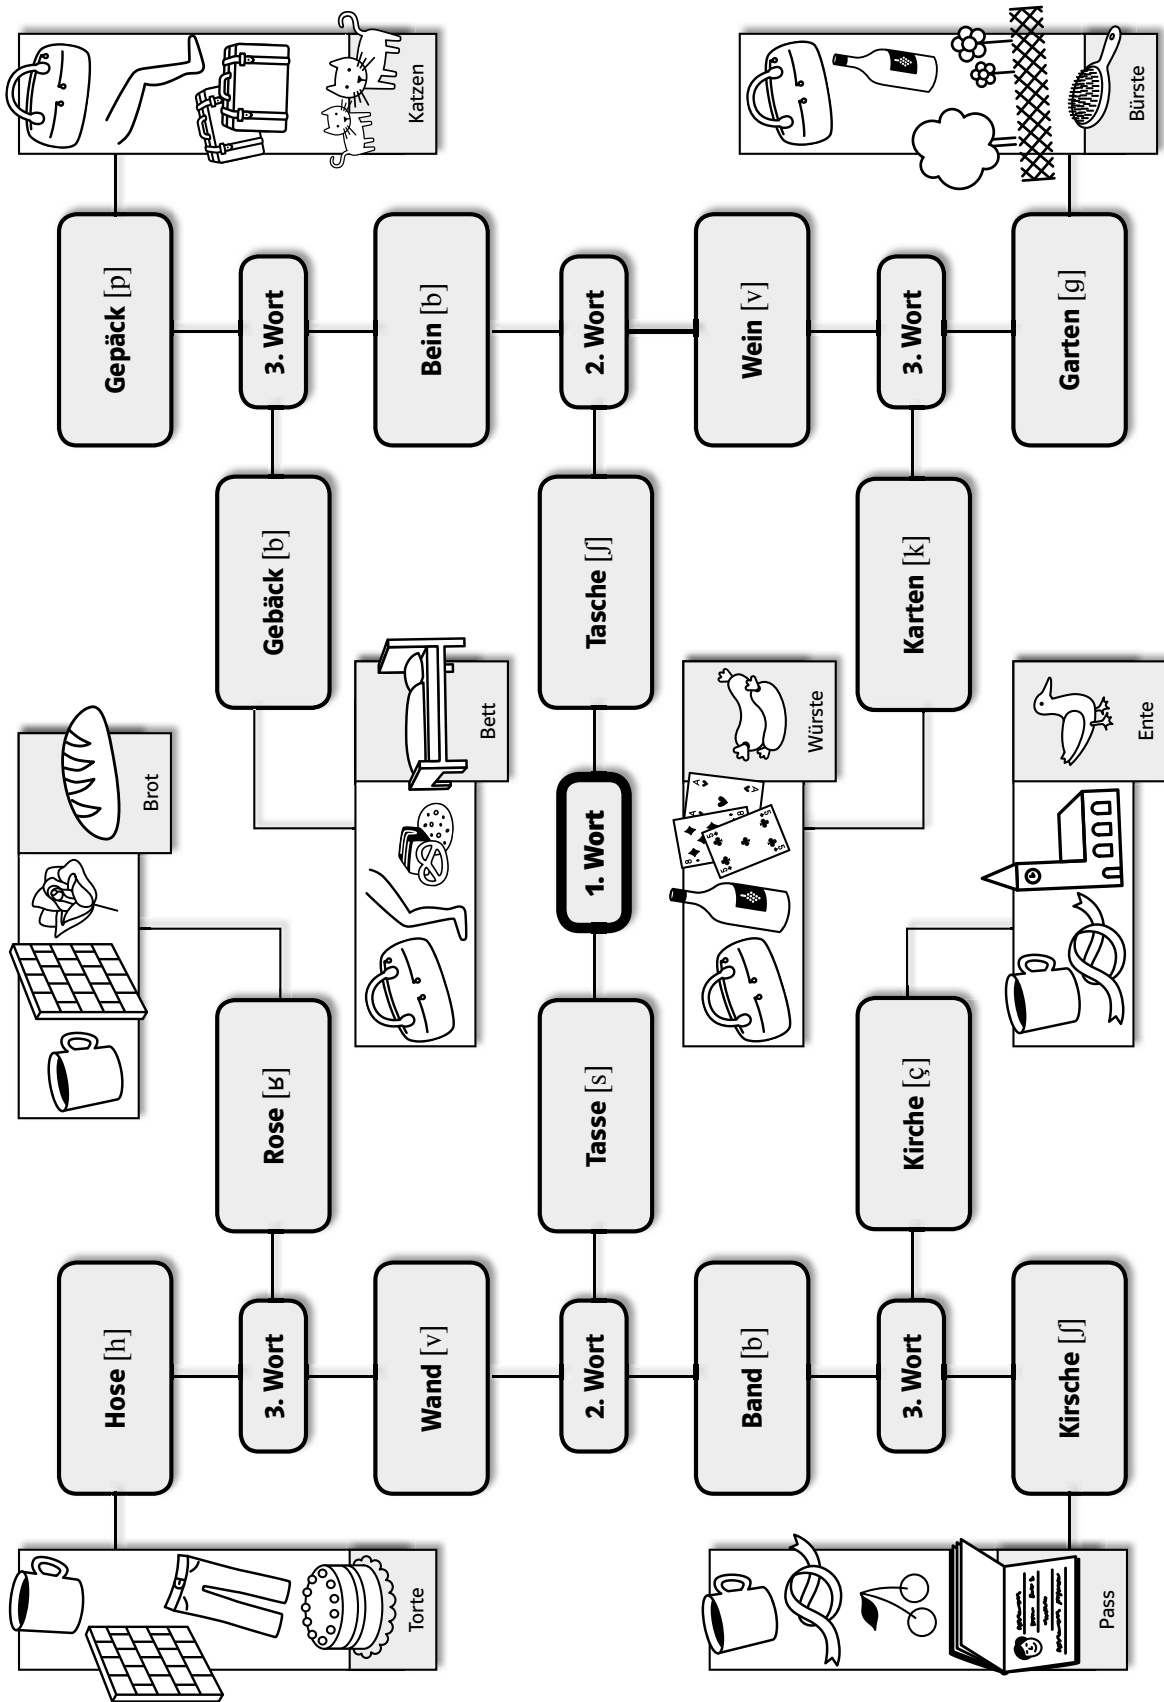 Hose [h]
Gepäck [p]
Brot
3. Wort
Rose [ʁ]
Gebäck [b]
3. Wort
Torte
Katzen
Wand [v]
Bein [b]
Bett
2. Wort
Tasse [s]
1. Wort
Tasche [ʃ]
2. Wort
Band [b]
Wein [v]
Würste
3. Wort
Kirche [ç]
Karten [k]
3. Wort
Kirsche [ʃ]
Garten [g]
Pass
Ente
Bürste